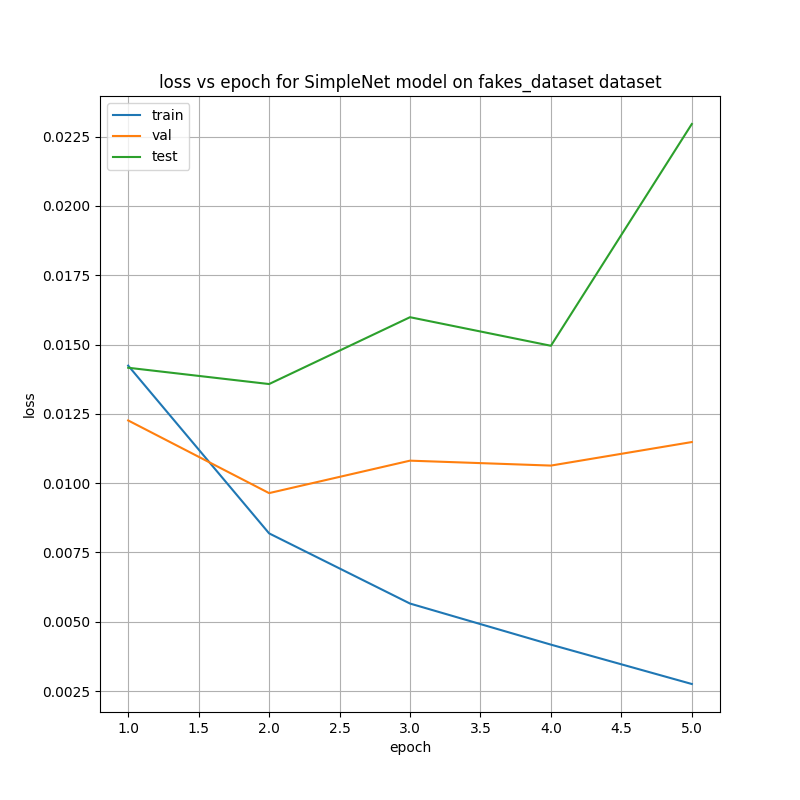 loss vs epoch for SimpleNet model on fakes_dataset dataset
train
val
test
0.0225
0.0200
0.0175
0.0150
0.0125
0.0100
0.0075
0.0050
0.0025
loss
1.0 1.5 2.0 2.5 3.0 3.5 4.0 4.5 5.0
epoch